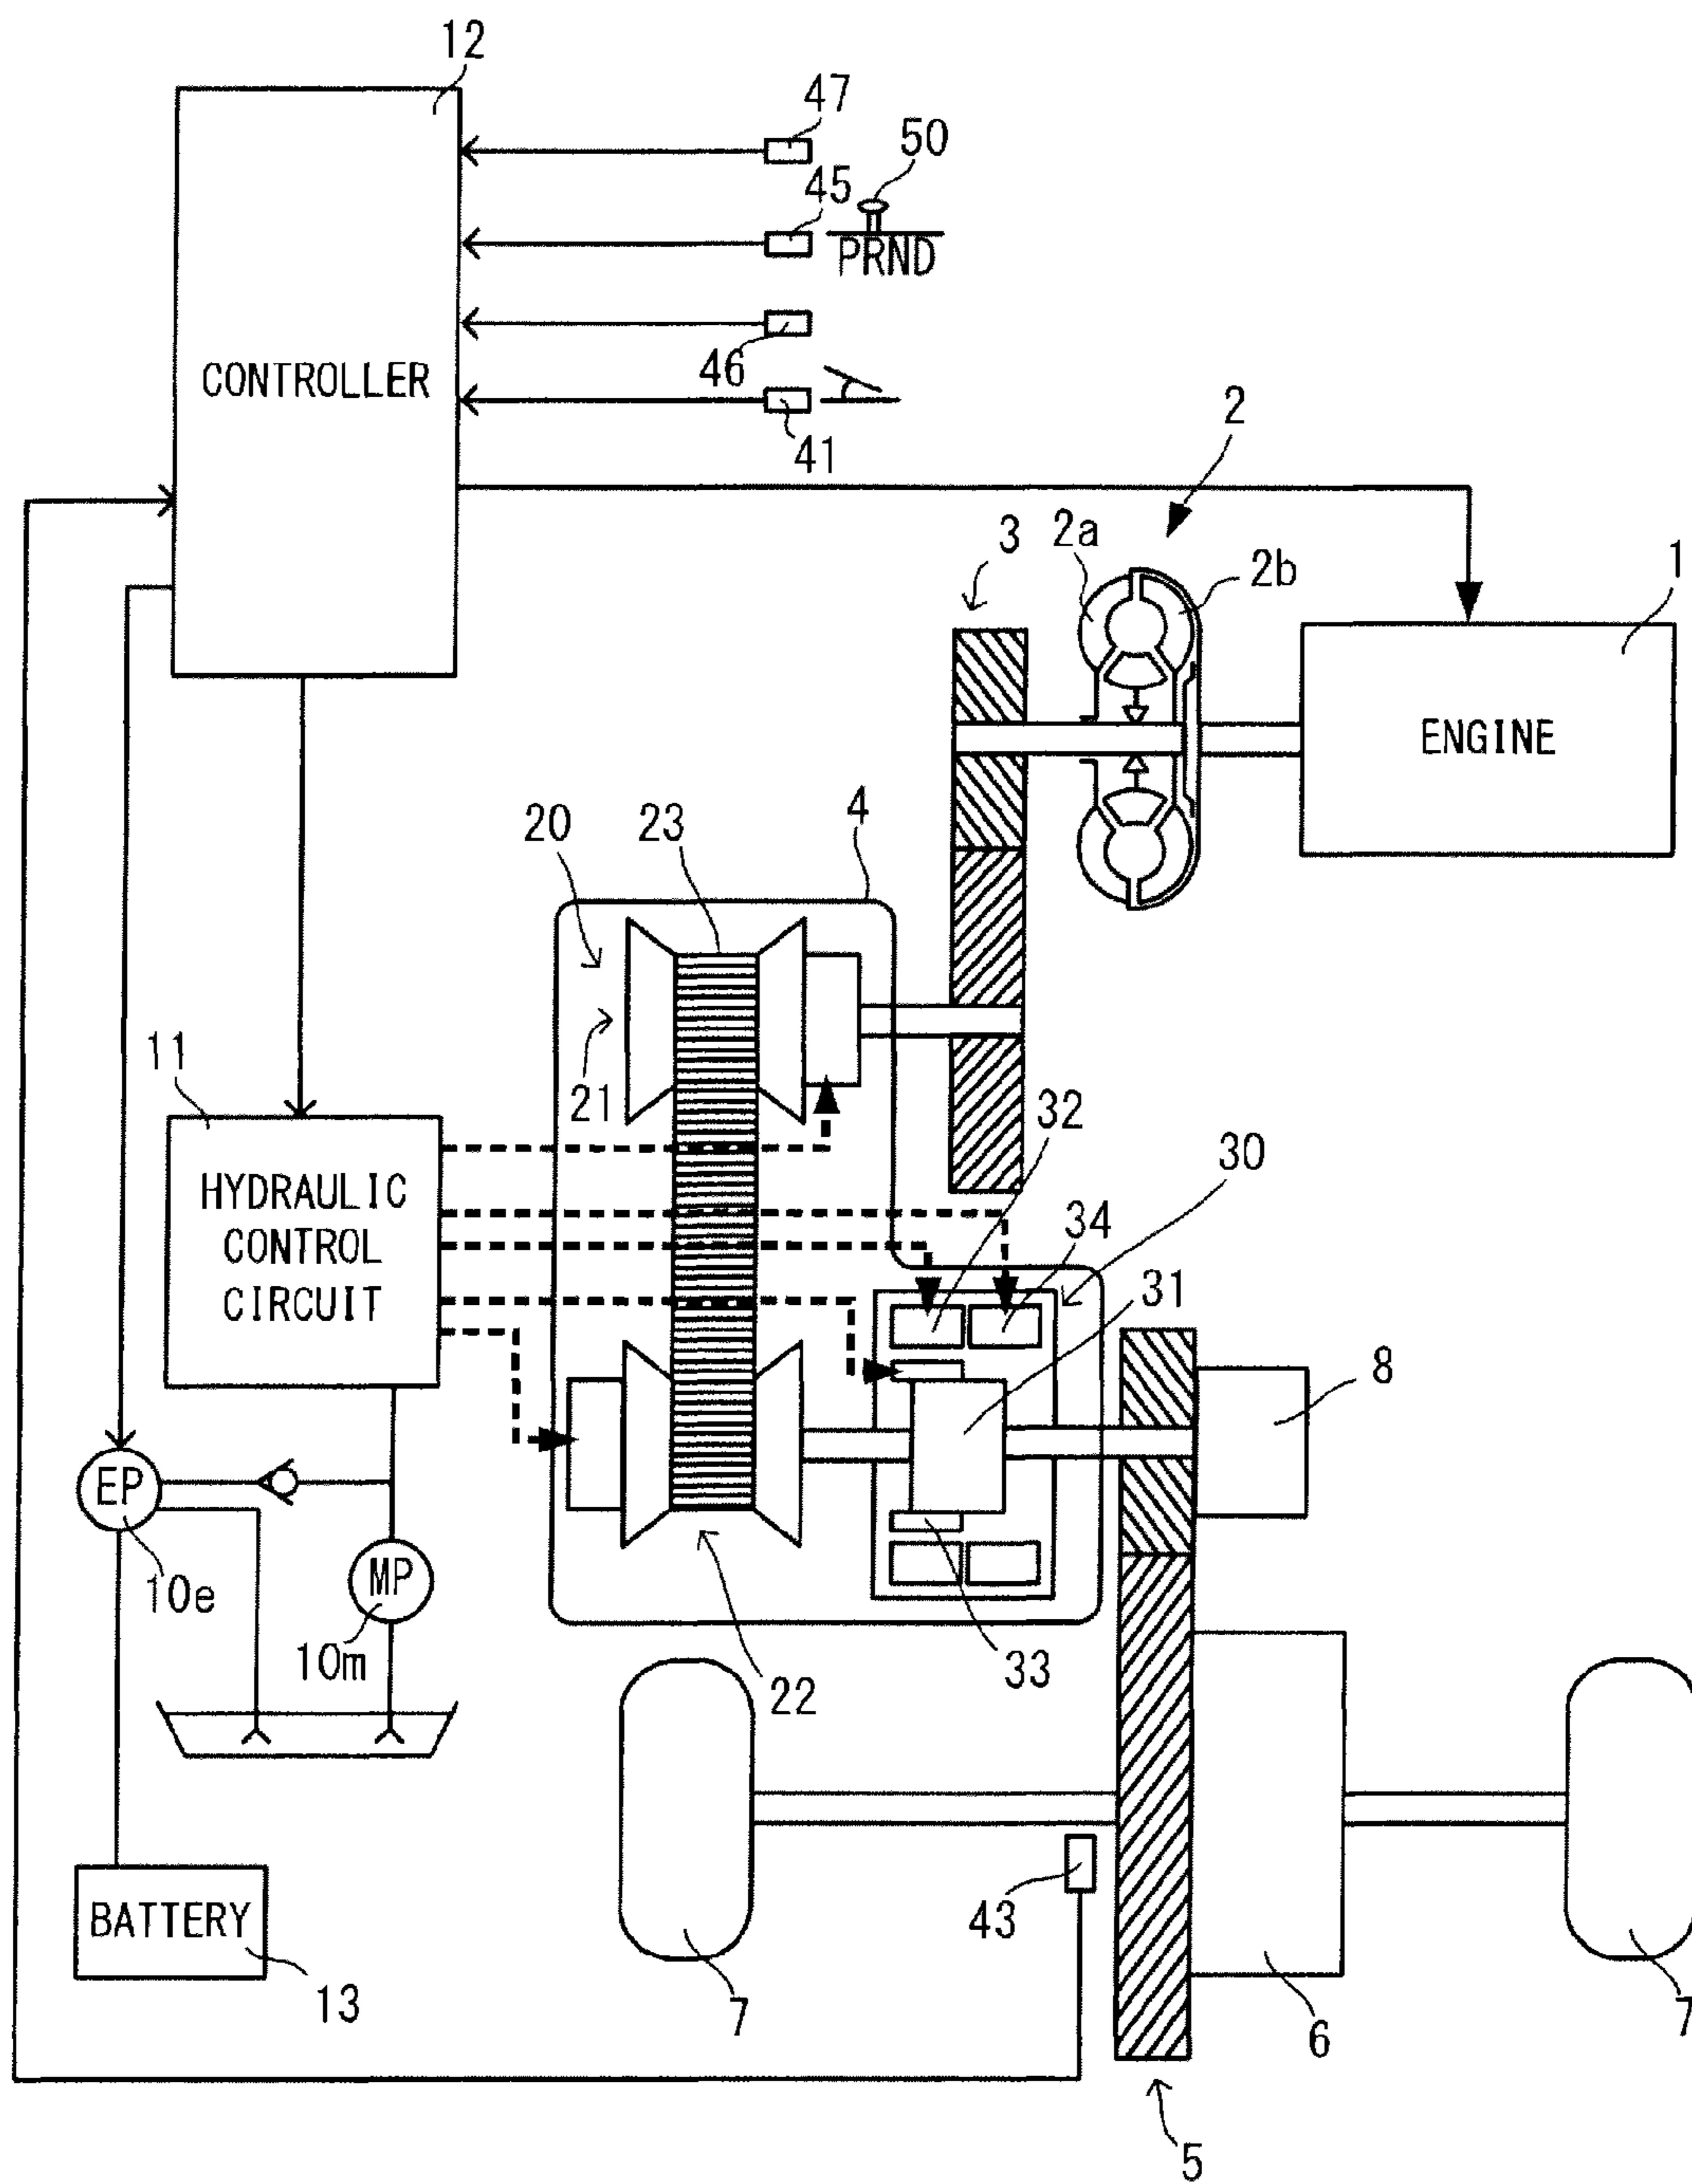 12
47
50
45
PRND
CONTROLLER
46
41
2
3
2a
2b
1
ENGINE
20
23
4
11
21
32
30
HYDRAULIC
CONTROL
CIRCUIT
34
31
8
EP
10e
MP
10m
33
22
BATTERY
43
13
7
6
7
5